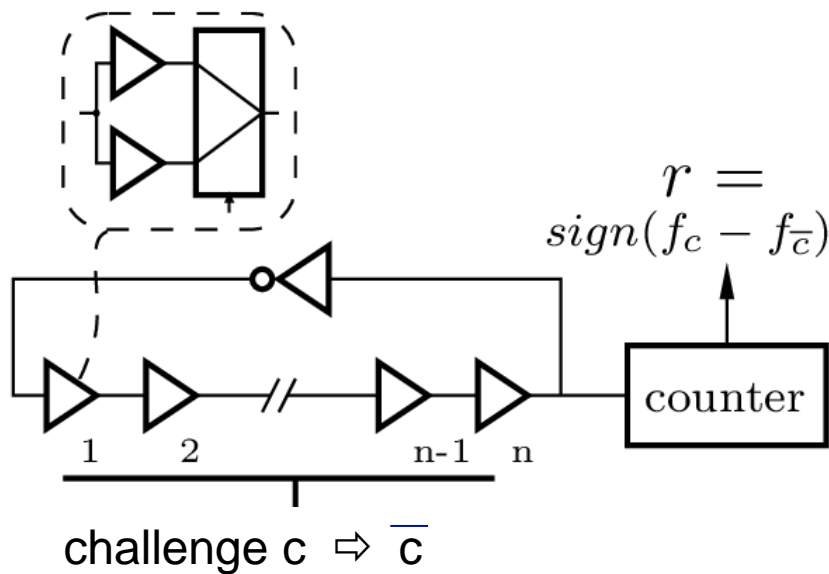 r =
sign(f_c − f_c̅)
counter
1 2 n-1 n
challenge c ⇨ c̅